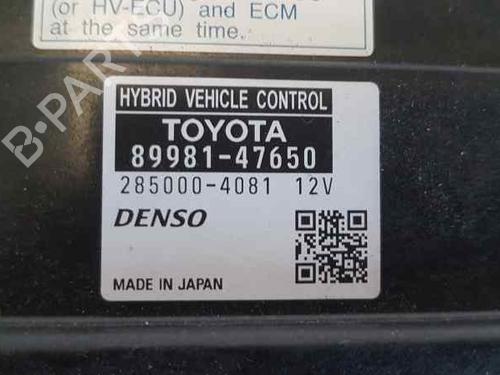 (or HV-ECU) and ECM
at the same time.
HYBRID VEHICLE CONTROL
TOYOTA
89981-47650
285000-4081 12V
DENSO
MADE IN JAPAN
B-PARTS